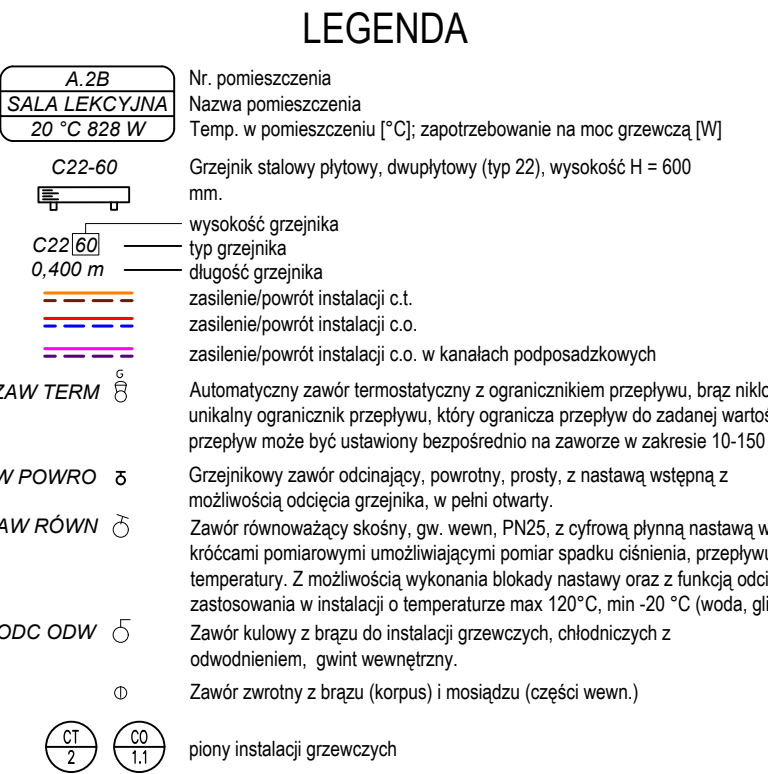 LEGENDA
A.2B Nr. pomieszczenia
SALA LEKCYJNA Nazwa pomieszczenia
20 °C 828 W Temp. w pomieszczeniu [°C]; zapotrzebowanie na moc grzewczą [W]
C22-60 Grzejnik stalowy płytowy, dwupłytowy (typ 22), wysokość H = 600
mm.
wysokość grzejnika
C22 60 typ grzejnika
0,400 m długość grzejnika
zasilenie/powrót instalacji c.t.
zasilenie/powrót instalacji c.o.
zasilenie/powrót instalacji c.o. w kanałach podposadzkowych
G
ZAW TERM Automatyczny zawór termostatyczny z ogranicznikiem przepływu, brąz niklo
unikalny ogranicznik przepływu, który ogranicza przepływ do zadanej wartoś
przepływ może być ustawiony bezpośrednio na zaworze w zakresie 10-150
W POWRO Grzejnikowy zawór odcinający, powrotny, prosty, z nastawą wstępną z
możliwością odcięcia grzejnika, w pełni otwarty.
AW RÓWN Zawór równoważący skośny, gw. wewn, PN25, z cyfrową płynną nastawą w
króćcami pomiarowymi umożliwiającymi pomiar spadku ciśnienia, przepływu
temperatury. Z możliwością wykonania blokady nastawy oraz z funkcją odci
zastosowania w instalacji o temperaturze max 120°C, min -20 °C (woda, gli
ODC ODW Zawór kulowy z brązu do instalacji grzewczych, chłodniczych z
odwodnieniem, gwint wewnętrzny.
Zawór zwrotny z brązu (korpus) i mosiądzu (części wewn.)
CT CO
2 1.1
piony instalacji grzewczych